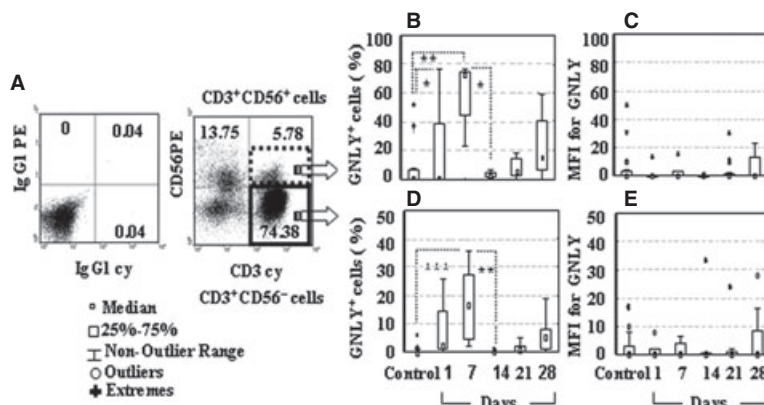 A
IgG1 PE
0
0.04
0.04
IgG1 cy
CD3+CD56+ cells
CD56PE
13.75
5.78
74.38
CD3 cy
CD3+CD56− cells
Median
25%-75%
Non-Outlier Range
Outliers
Extremes
B
GNLY+ cells (%)
100
80
60
40
20
0
**
*
*
C
MFI for GNLY
100
80
60
40
20
0
D
GNLY+ cells (%)
50
40
30
20
10
0
***
**
Control 1 7 14 21 28
Days
E
MFI for GNLY
50
40
30
20
10
0
Control 1 7 14 21 28
Days